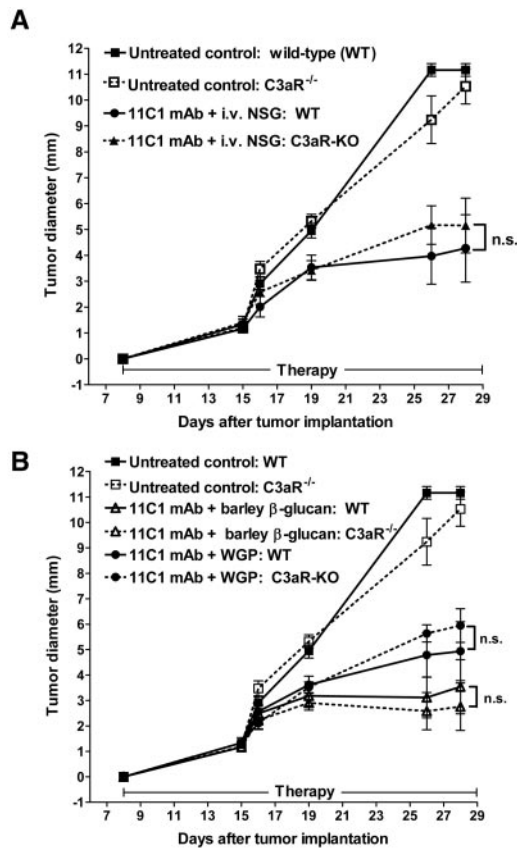 A
Untreated control: wild-type (WT)
Untreated control: C3aR-/-
11C1 mAb + i.v. NSG: WT
11C1 mAb + i.v. NSG: C3aR-KO
Tumor diameter (mm)
12
11
10
9
8
7
6
5
4
3
2
1
0
-1
n.s.
Therapy
7 9 11 13 15 17 19 21 23 25 27 29
Days after tumor implantation
B
Untreated control: WT
Untreated control: C3aR-/-
11C1 mAb + barley β-glucan: WT
11C1 mAb + barley β-glucan: C3aR-/-
11C1 mAb + WGP: WT
11C1 mAb + WGP: C3aR-KO
Tumor diameter (mm)
12
11
10
9
8
7
6
5
4
3
2
1
0
-1
n.s.
n.s.
Therapy
7 9 11 13 15 17 19 21 23 25 27 29
Days after tumor implantation